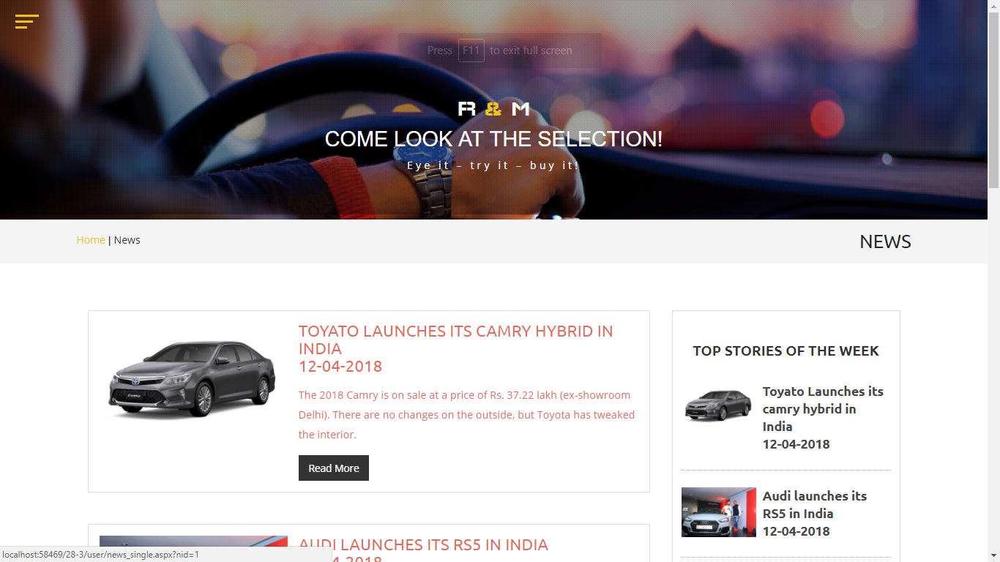 Press F11 to exit full screen
R & M
COME LOOK AT THE SELECTION!
Eye it – try it – buy it!
Home | News
NEWS
TOYATO LAUNCHES ITS CAMRY HYBRID IN
INDIA
12-04-2018
The 2018 Camry is on sale at a price of Rs. 37.22 lakh (ex-showroom
Delhi). There are no changes on the outside, but Toyota has tweaked
the interior.
Read More
AUDI LAUNCHES ITS RS5 IN INDIA
TOP STORIES OF THE WEEK
Toyato Launches its
camry hybrid in
India
12-04-2018
Audi launches its
RS5 in India
12-04-2018
localhost:58469/28-3/user/news_single.aspx?nid=1